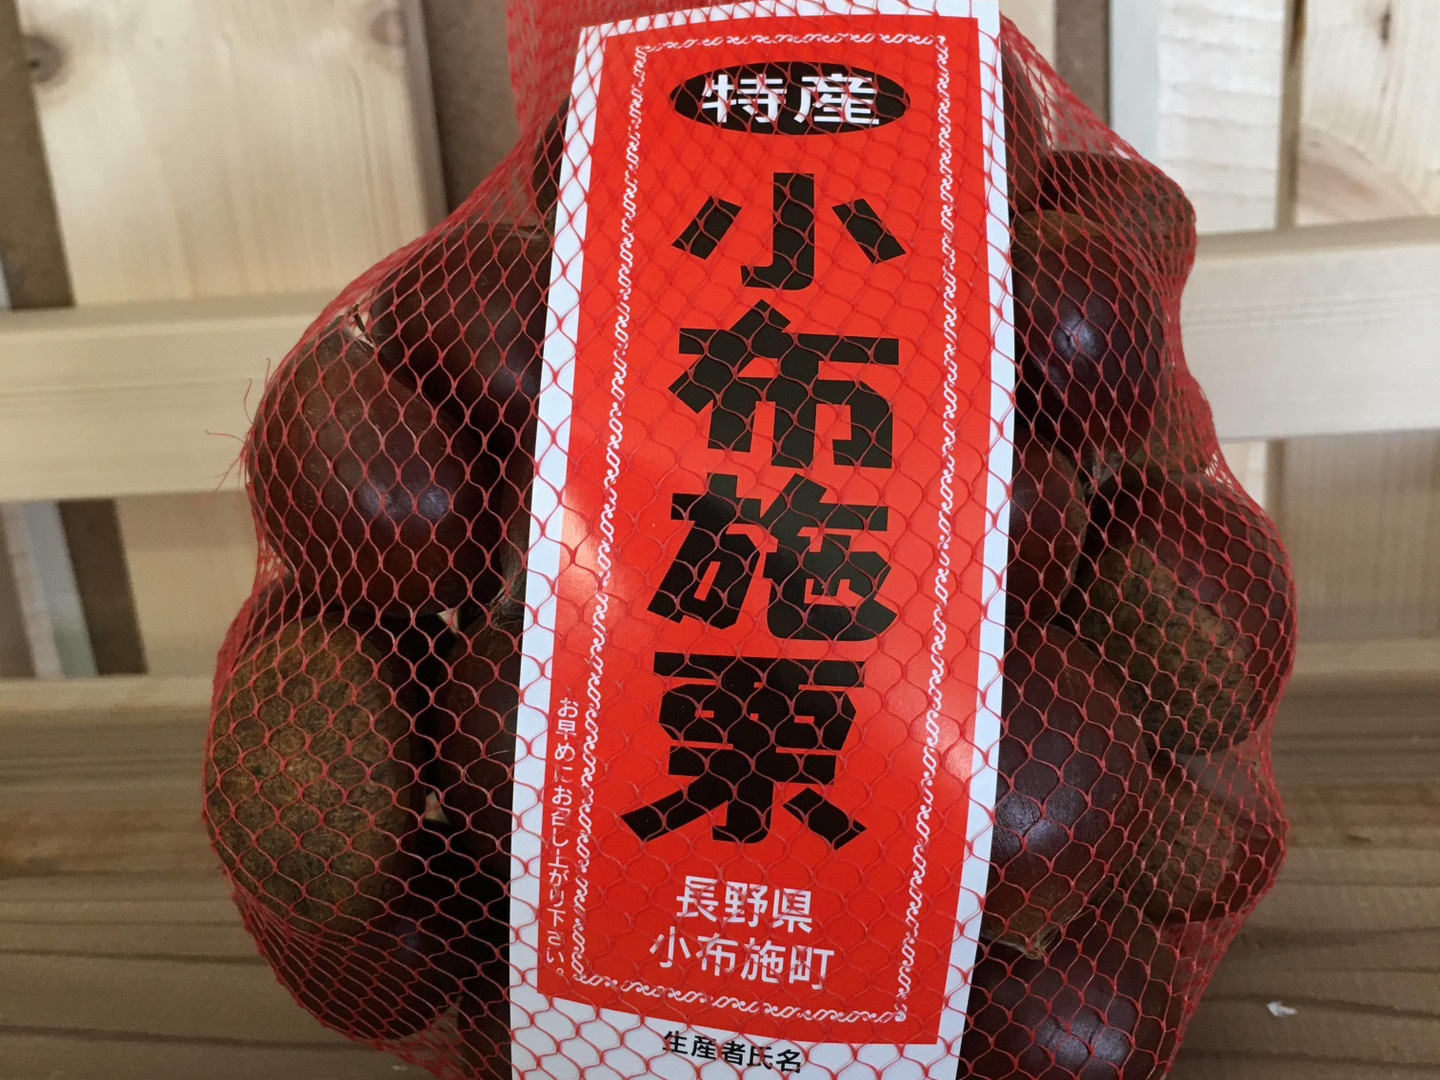 特産
小布施栗
お早めにお召し上がり下さい。
長野県
小布施町
生産者氏名